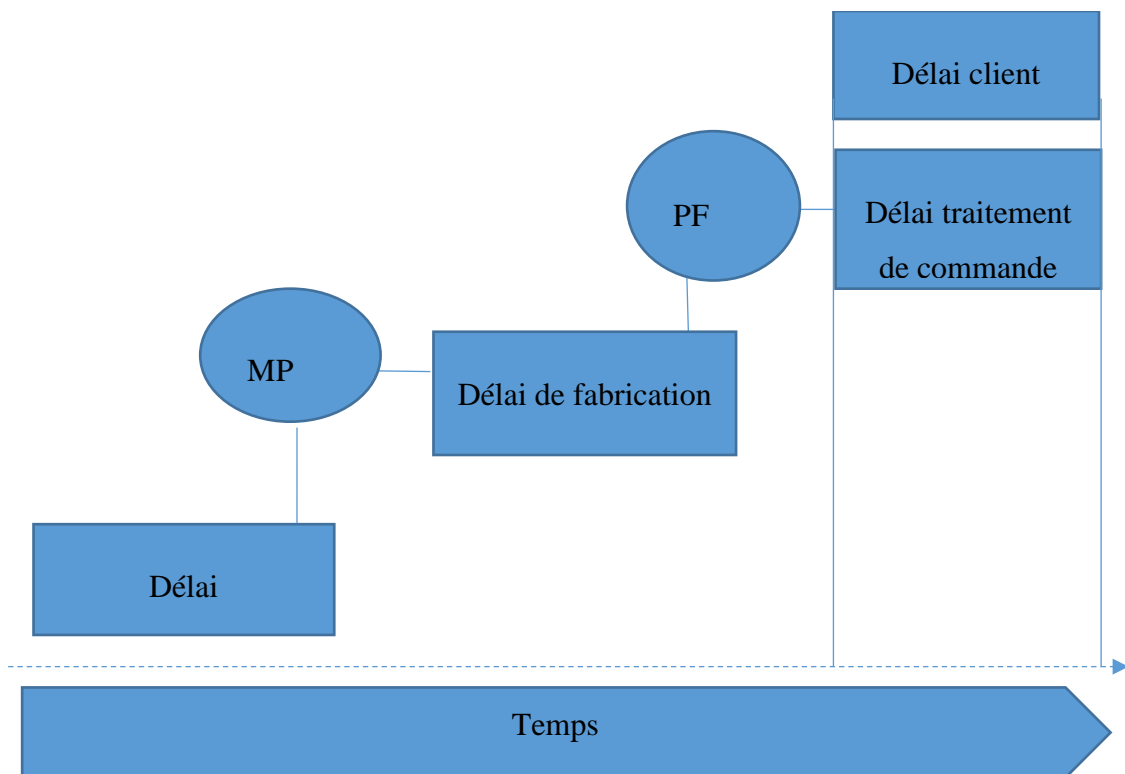 Délai client
PF
Délai traitement
de commande
MP
Délai de fabrication
Délai
Temps